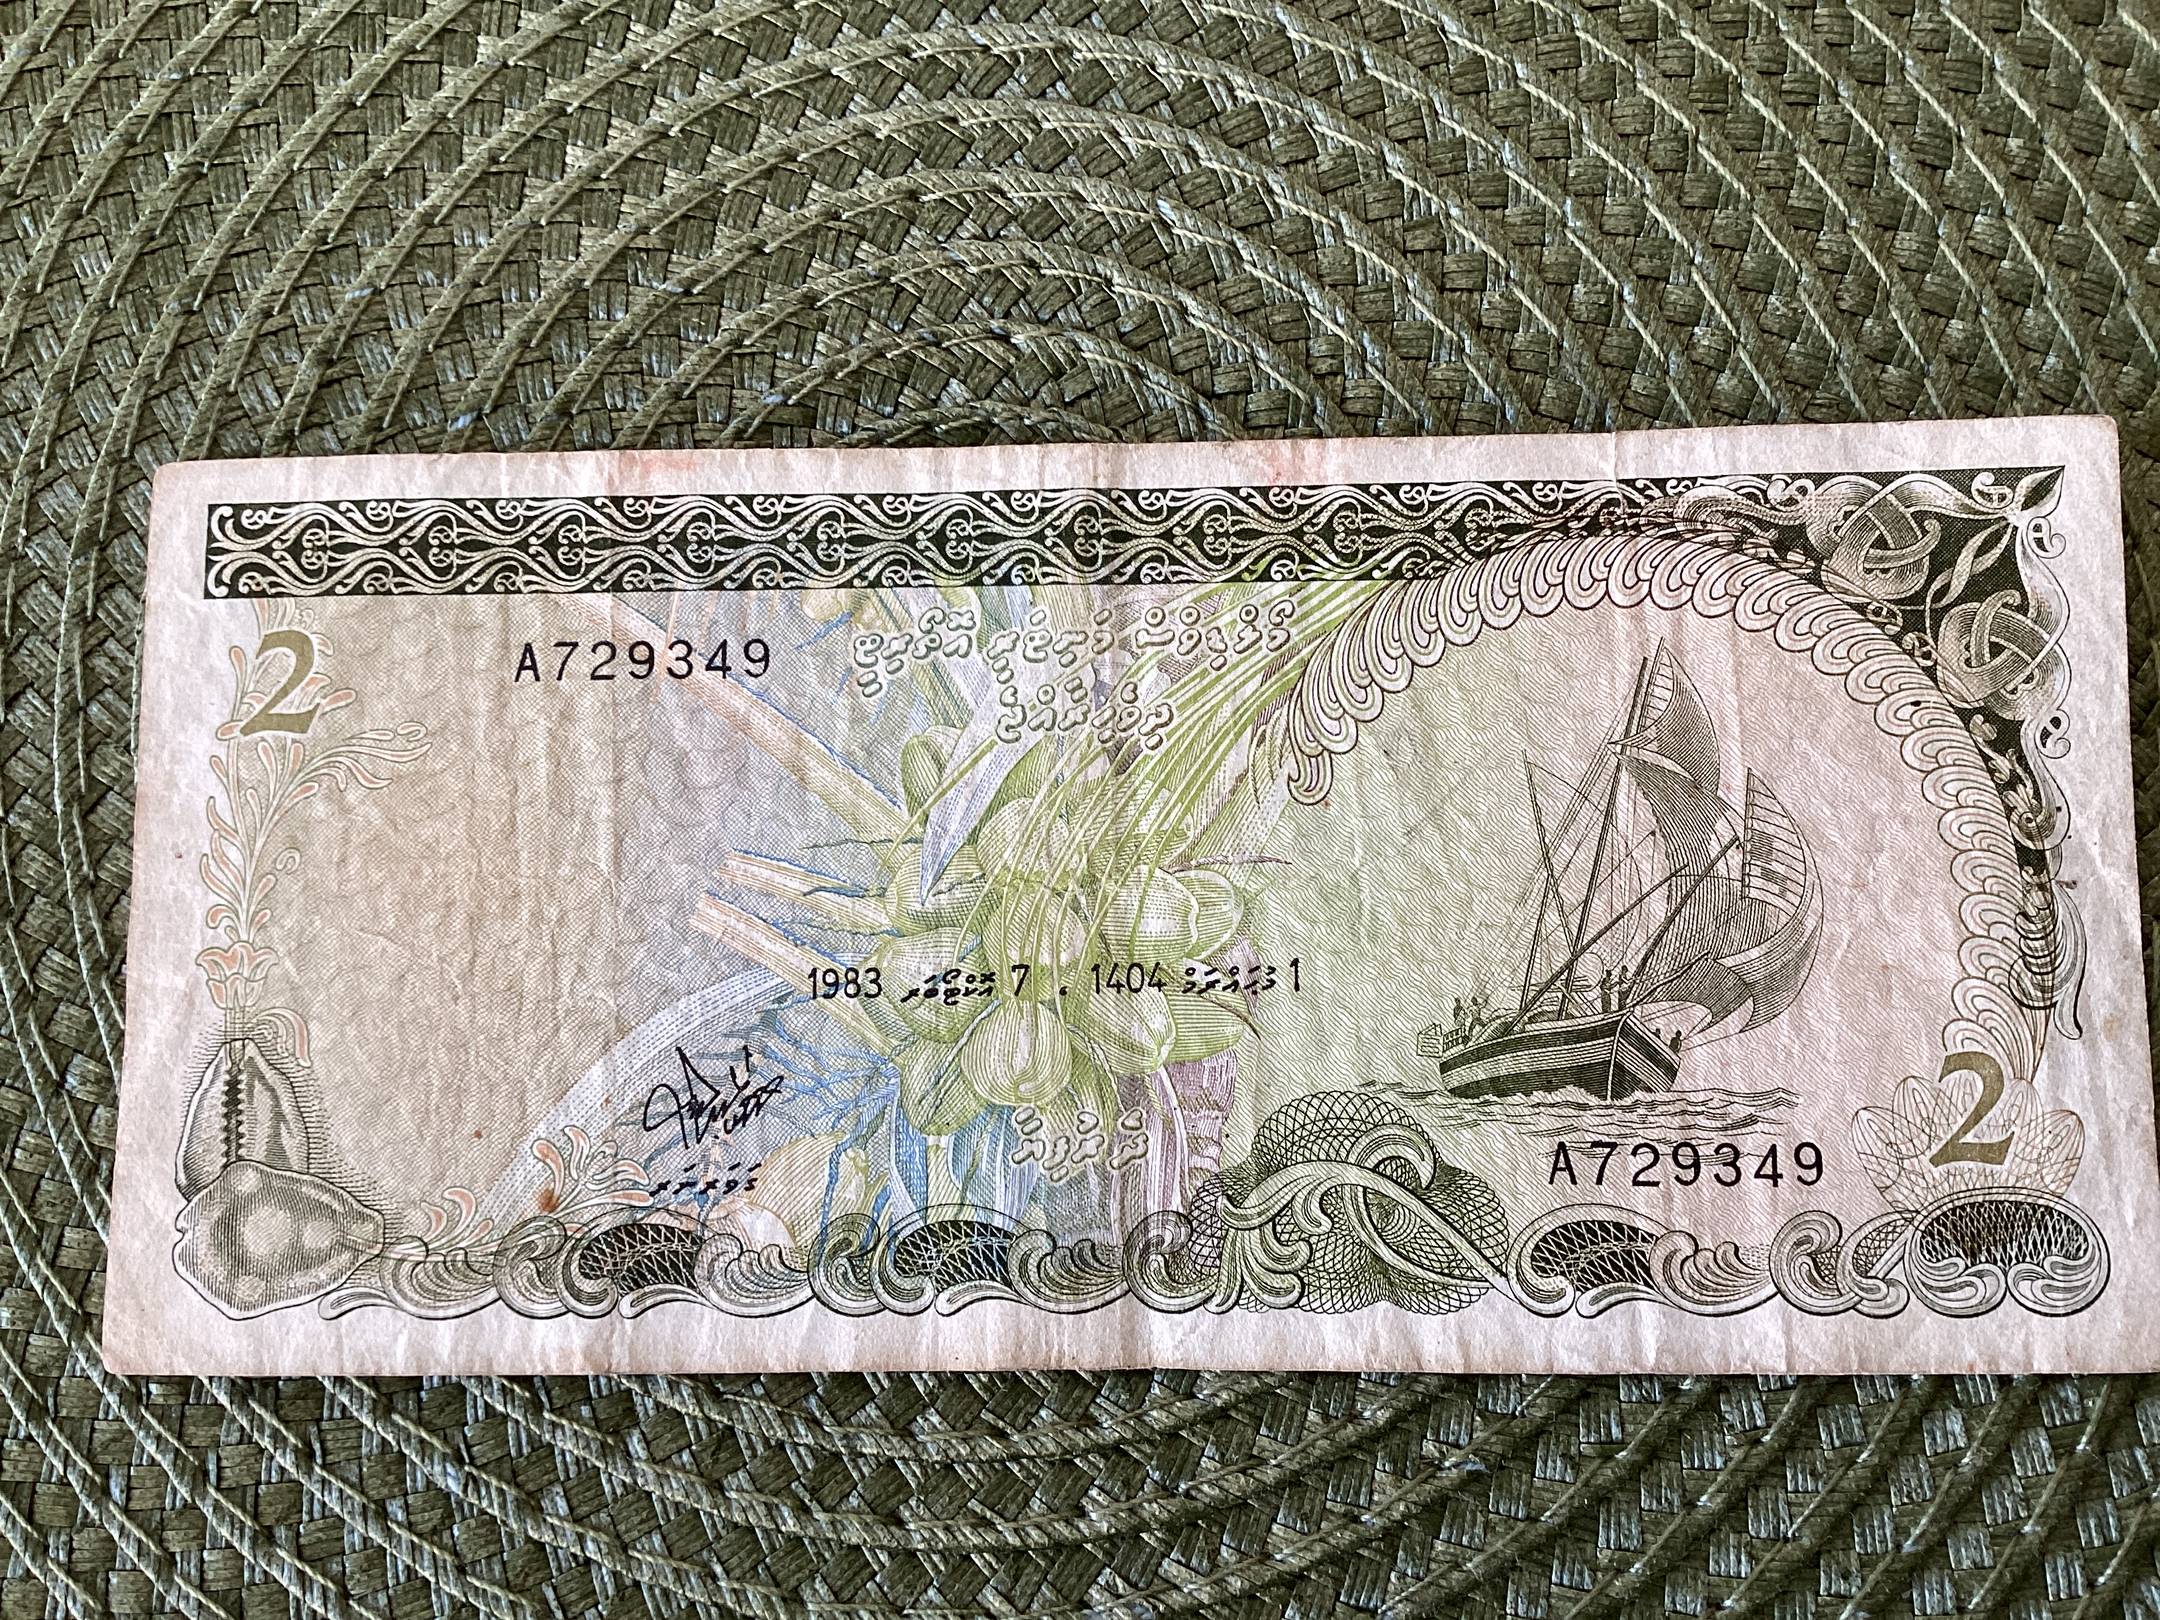 2
A729349
މޯލްޑިވްސް މަނިޓަރީ އޮތޯރިޓީ
ދިވެހިރާއްޖެ
1 މުޙައްރަމް 1404 ، 7 އޮކްޓޫބަރ 1983
ގަވަރުނަރ
ދެރުފިޔާ
A729349
2